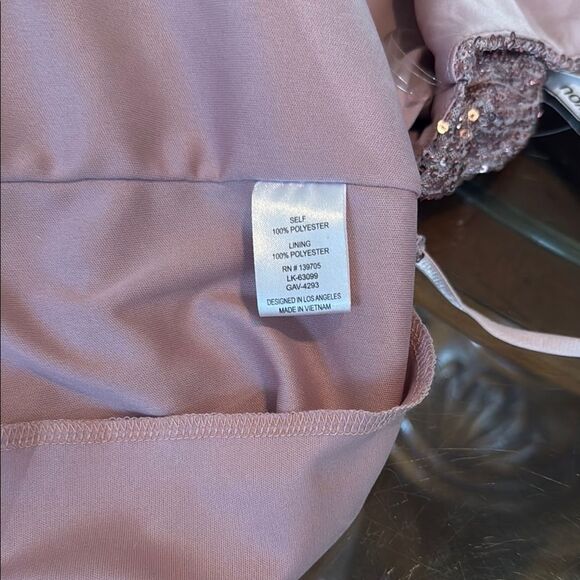 SELF
100% POLYESTER
LINING
100% POLYESTER
RN # 139705
LK-63099
GAV-4293
DESIGNED IN LOS ANGELES
MADE IN VIETNAM